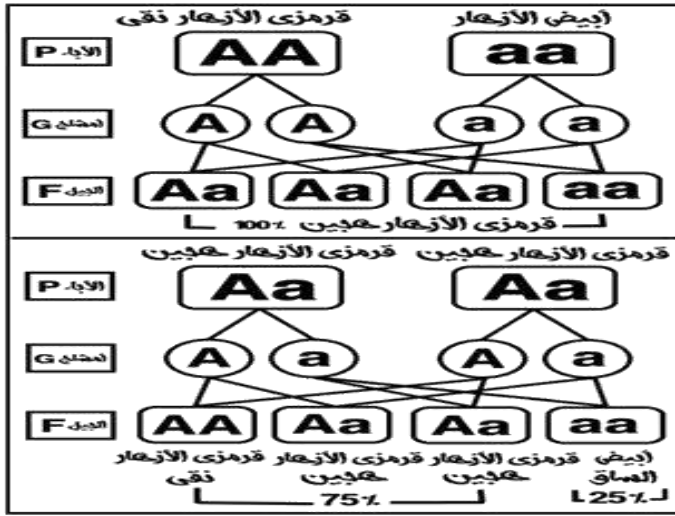 قرمزى الأزهار نقى أبيض الأزهار
الآباء P AA aa
G A A a a
الجيل F Aa Aa Aa aa
قرمزى الأزهار هجين 100%
قرمزى الأزهار هجين قرمزى الأزهار هجين
الآباء P Aa Aa
G A a A a
الجيل F AA Aa Aa aa
قرمزى الأزهار قرمزى الأزهار قرمزى الأزهار أبيض
نقى هجين هجين الساق
75% 25%